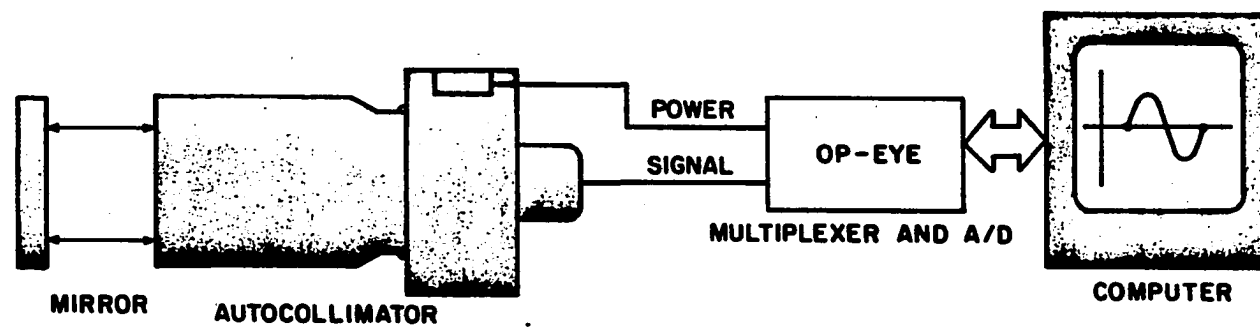 POWER
SIGNAL
OP-EYE
MULTIPLEXER AND A/D
MIRROR
AUTOCOLLIMATOR
COMPUTER